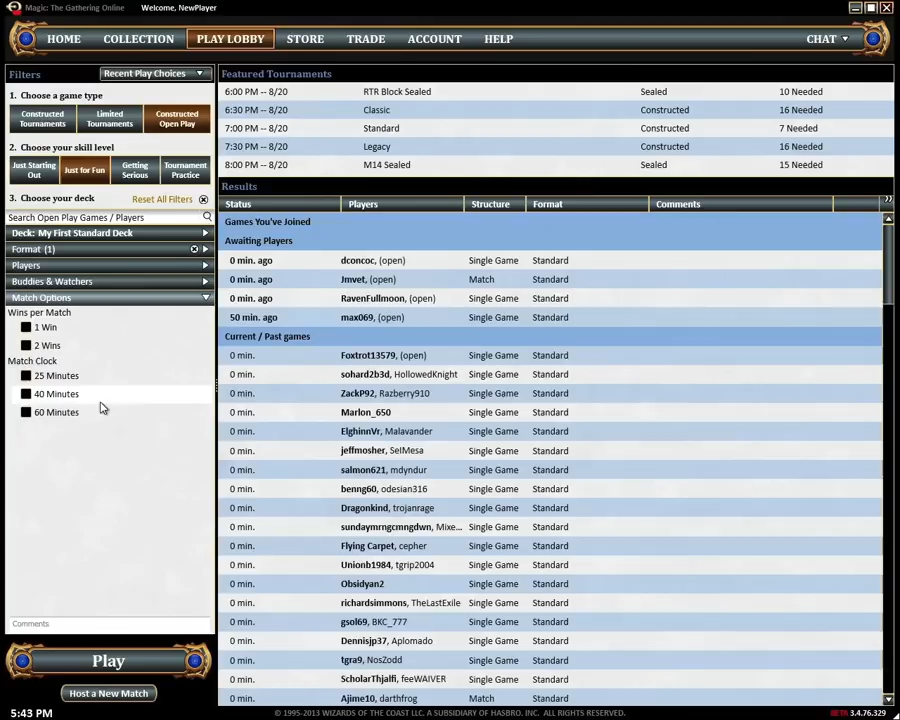 Magic: The Gathering Online Welcome, NewPlayer
HOME COLLECTION PLAY LOBBY STORE TRADE ACCOUNT HELP CHAT
Filters Recent Play Choices
1. Choose a game type
Constructed Tournaments Limited Tournaments Constructed Open Play
2. Choose your skill level
Just Starting Out Just for Fun Getting Serious Tournament Practice
3. Choose your deck Reset All Filters
Search Open Play Games / Players
Deck: My First Standard Deck
Format (1)
Players
Buddies & Watchers
Match Options
Wins per Match
1 Win
2 Wins
Match Clock
25 Minutes
40 Minutes
60 Minutes
Comments
Play
Host a New Match
5:43 PM
Featured Tournaments
6:00 PM -- 8/20 RTR Block Sealed Sealed 10 Needed
6:30 PM -- 8/20 Classic Constructed 16 Needed
7:00 PM -- 8/20 Standard Constructed 7 Needed
7:30 PM -- 8/20 Legacy Constructed 16 Needed
8:00 PM -- 8/20 M14 Sealed Sealed 15 Needed
Results
Status Players Structure Format Comments »
Games You've Joined
Awaiting Players
0 min. ago dconcoc, (open) Single Game Standard
0 min. ago Jmvet, (open) Match Standard
0 min. ago RavenFullmoon, (open) Single Game Standard
50 min. ago max069, (open) Single Game Standard
Current / Past games
0 min. Foxtrot13579, (open) Single Game Standard
0 min. sohard2b3d, HollowedKnight Single Game Standard
0 min. ZackP92, Razberry910 Single Game Standard
0 min. Marlon_650 Single Game Standard
0 min. ElghinnVr, Malavander Single Game Standard
0 min. jeffmosher, SelMesa Single Game Standard
0 min. salmon621, mdyndur Single Game Standard
0 min. benng60, odesian316 Single Game Standard
0 min. Dragonkind, trojanrage Single Game Standard
0 min. sundaymrngcmngdwn, Mixe... Single Game Standard
0 min. Flying Carpet, cepher Single Game Standard
0 min. Unionb1984, tgrip2004 Single Game Standard
0 min. Obsidyan2 Single Game Standard
0 min. richardsimmons, TheLastExile Single Game Standard
0 min. gsol69, BKC_777 Single Game Standard
0 min. Dennisjp37, Aplomado Single Game Standard
0 min. tgra9, NosZodd Single Game Standard
0 min. ScholarThjalfi, feeWAIVER Single Game Standard
0 min. Ajime10, darthfrog Match Standard
© 1995-2013 WIZARDS OF THE COAST LLC. A SUBSIDIARY OF HASBRO, INC. ALL RIGHTS RESERVED. BETA 3.4.76.329